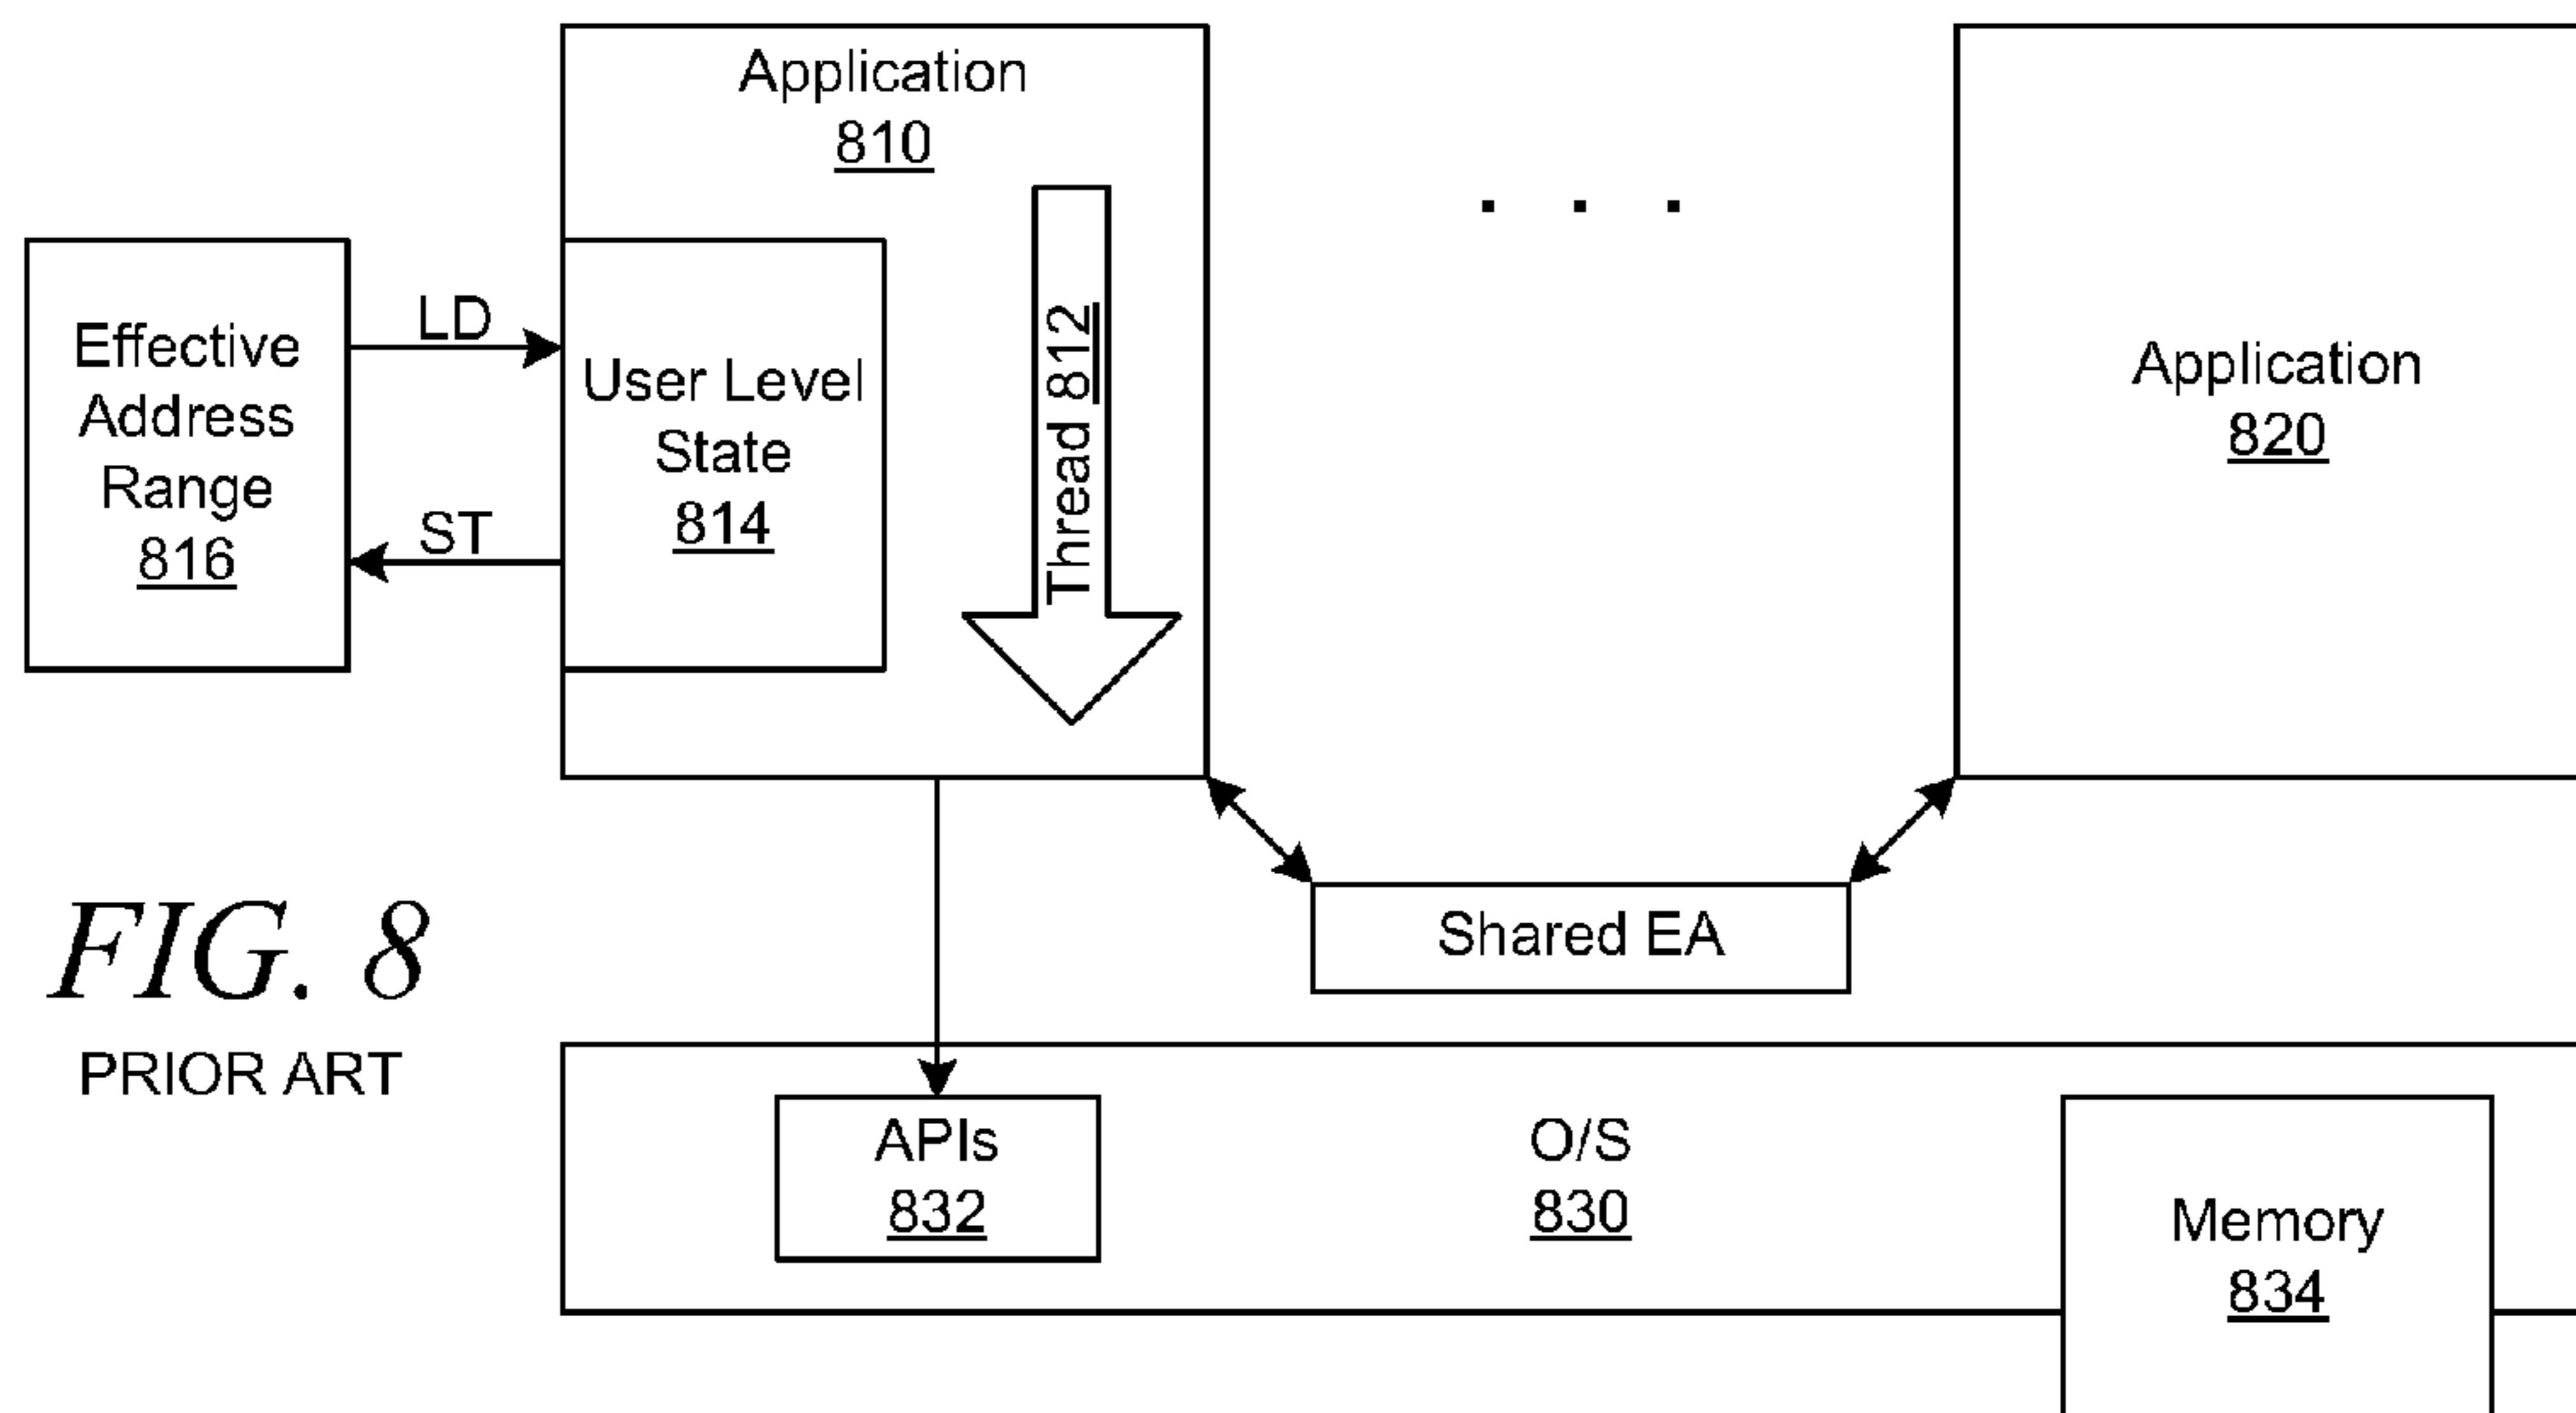 Application
810
Effective
Address
Range
816
LD
ST
User Level
State
814
Thread 812
. . .
Application
820
Shared EA
FIG. 8
PRIOR ART
APIs
832
O/S
830
Memory
834